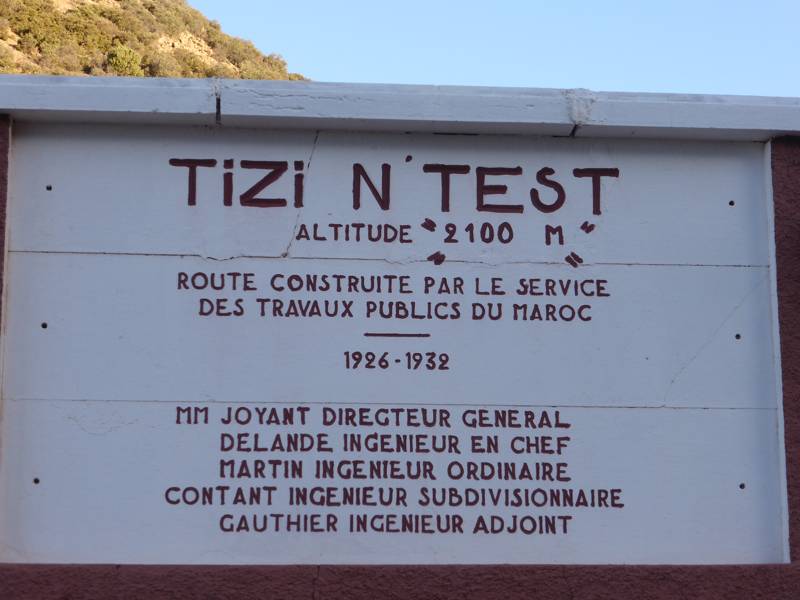 TiZi N'TEST
ALTITUDE "2100 M"
ROUTE CONSTRUITE PAR LE SERVICE
DES TRAVAUX PUBLICS DU MAROC
1926-1932
MM JOYANT DIRECTEUR GENERAL
DELANDE INGENIEUR EN CHEF
MARTIN INGENIEUR ORDINAIRE
CONTANT INGENIEUR SUBDIVISIONNAIRE
GAUTHIER INGENIEUR ADJOINT